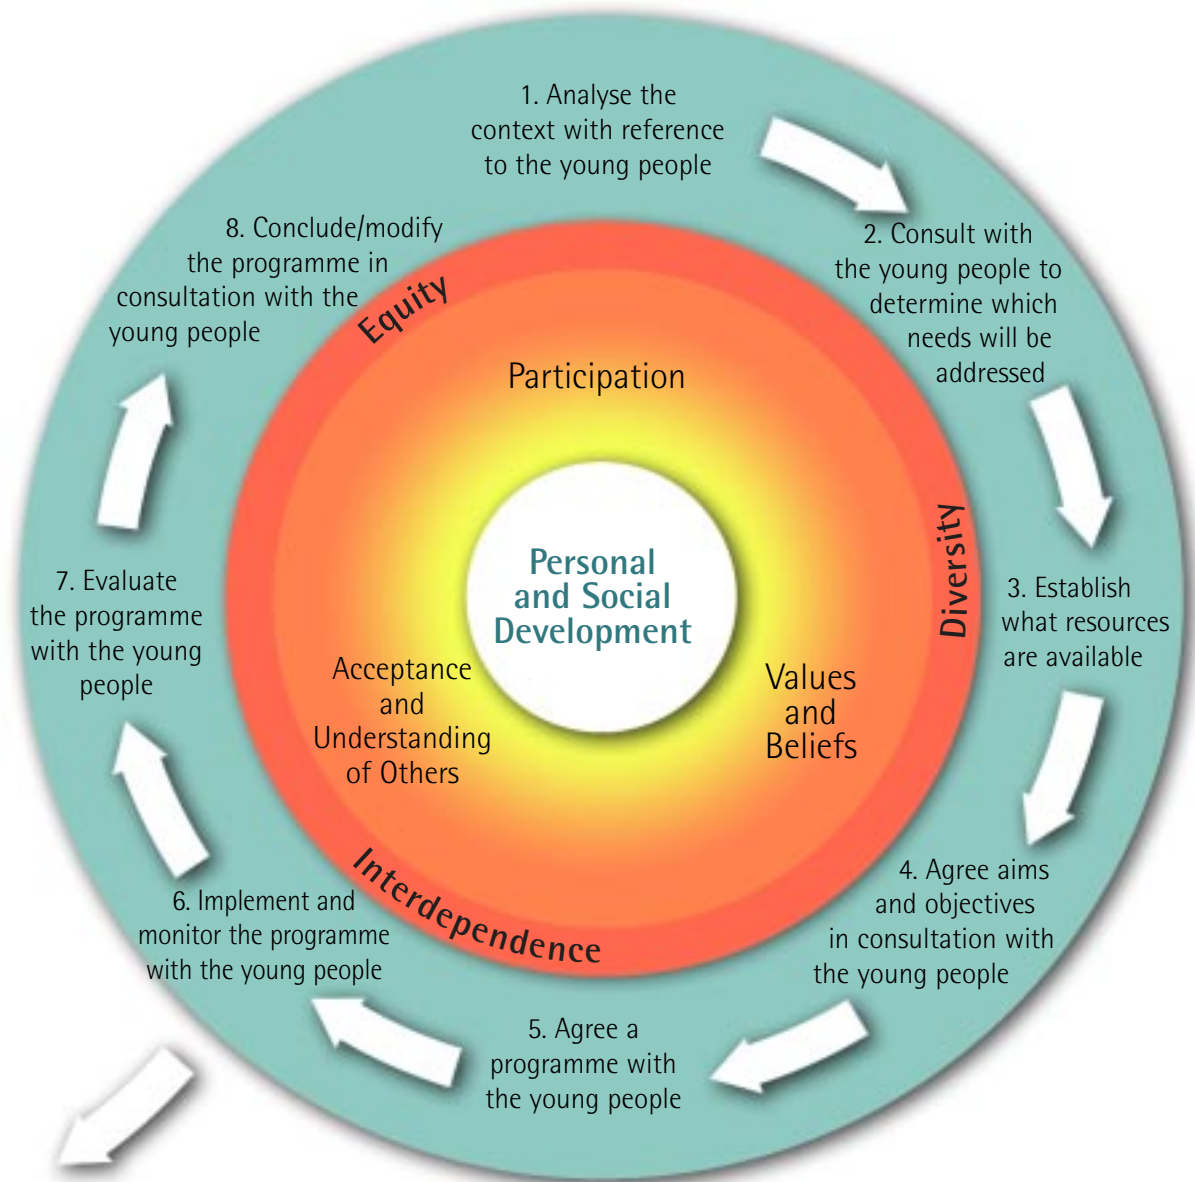 1. Analyse the
context with reference
to the young people
2. Consult with
the young people to
determine which
needs will be
addressed
3. Establish
what resources
are available
4. Agree aims
and objectives
in consultation with
the young people
5. Agree a
programme with
the young people
6. Implement and
monitor the programme
with the young people
7. Evaluate
the programme
with the young
people
8. Conclude/modify
the programme in
consultation with the
young people
Equity
Diversity
Interdependence
Participation
Values
and
Beliefs
Acceptance
and
Understanding
of Others
Personal
and Social
Development